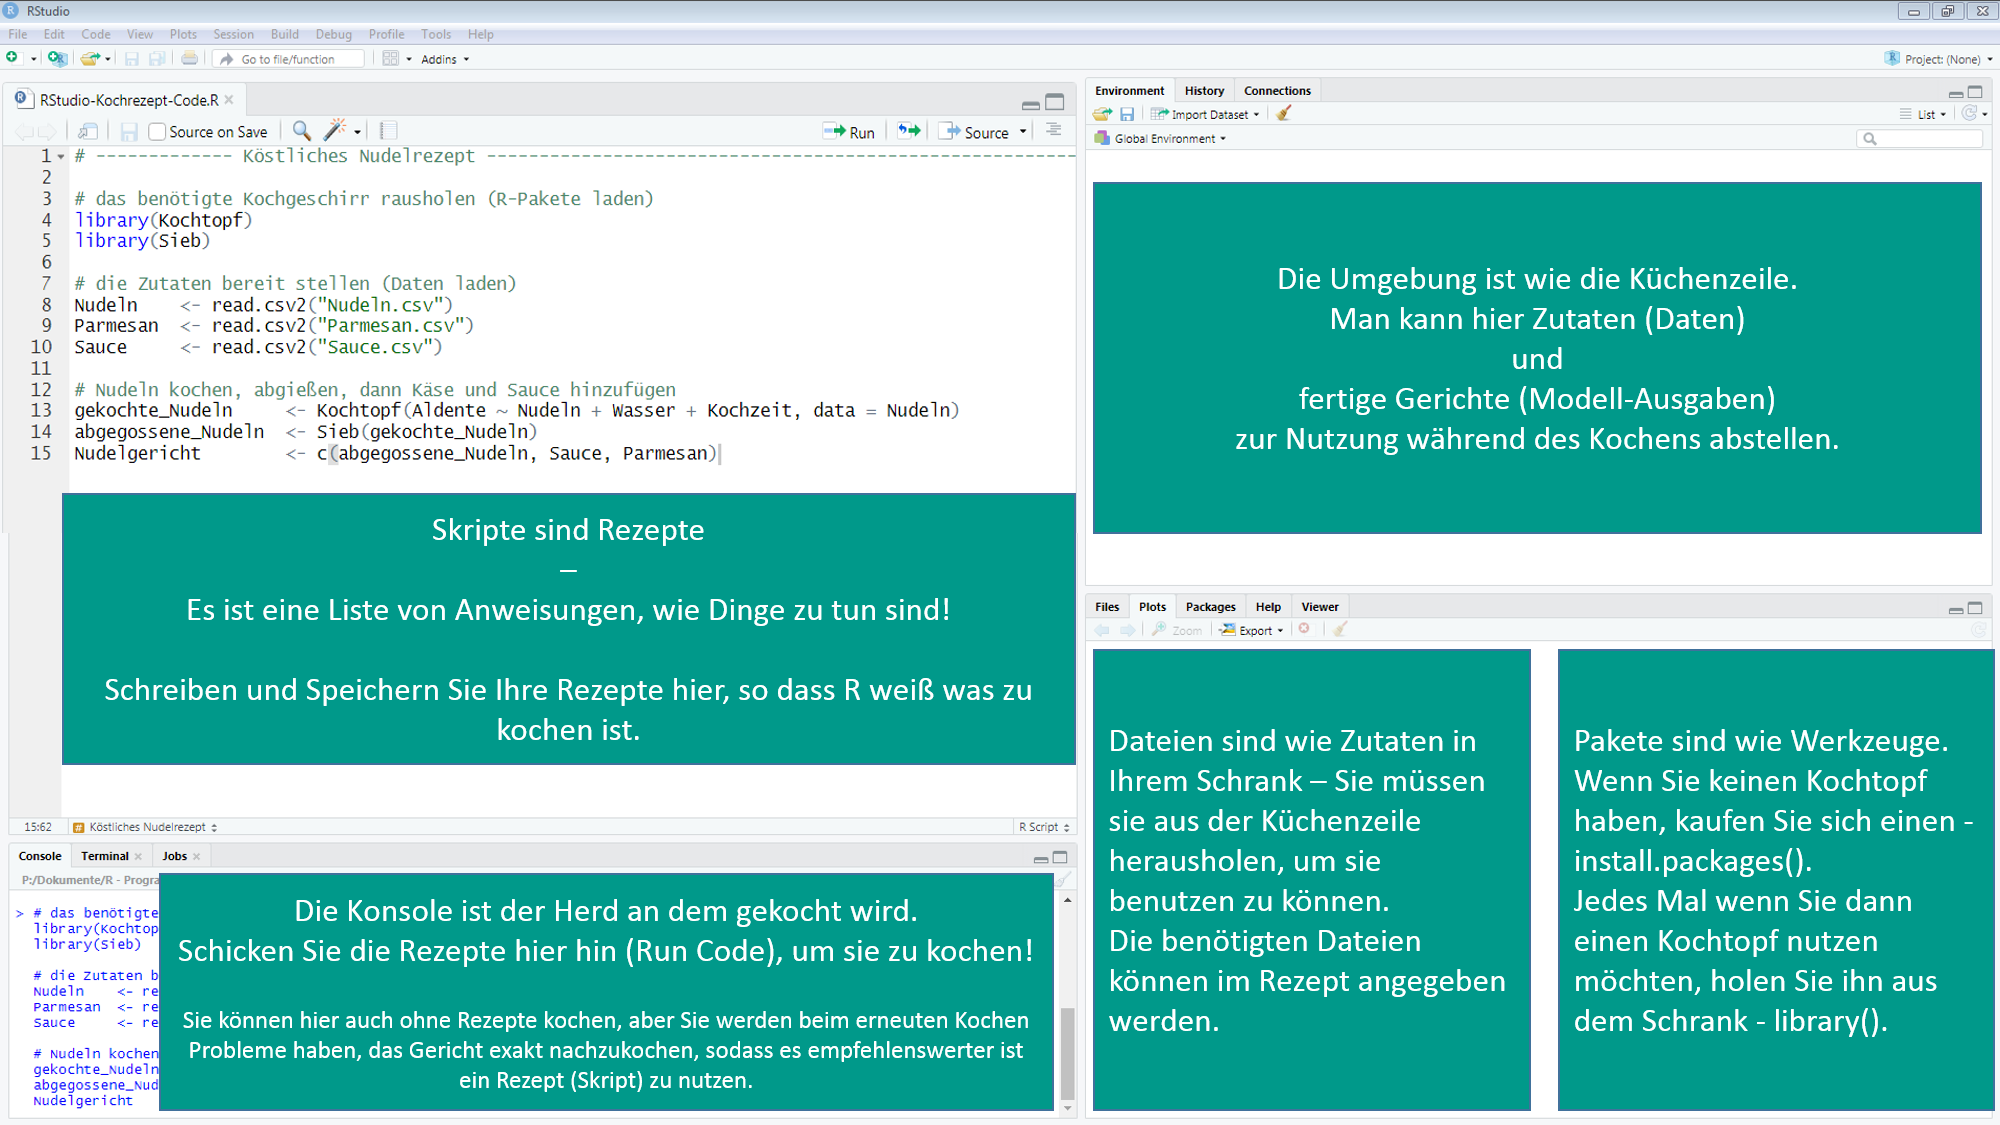 RStudio
File Edit Code View Plots Session Build Debug Profile Tools Help
Go to file/function Addins Project: (None)
RStudio-Kochrezept-Code.R
Source on Save Run Source
1 # ------------- Köstliches Nudelrezept --------------------------------------------------------
2
3 # das benötigte Kochgeschirr rausholen (R-Pakete laden)
4 library(Kochtopf)
5 library(Sieb)
6
7 # die Zutaten bereit stellen (Daten laden)
8 Nudeln    <- read.csv2("Nudeln.csv")
9 Parmesan  <- read.csv2("Parmesan.csv")
10 Sauce     <- read.csv2("Sauce.csv")
11
12 # Nudeln kochen, abgießen, dann Käse und Sauce hinzufügen
13 gekochte_Nudeln     <- Kochtopf(Aldente ~ Nudeln + Wasser + Kochzeit, data = Nudeln)
14 abgegossene_Nudeln  <- Sieb(gekochte_Nudeln)
15 Nudelgericht        <- c(abgegossene_Nudeln, Sauce, Parmesan)
Skripte sind Rezepte
–
Es ist eine Liste von Anweisungen, wie Dinge zu tun sind!
Schreiben und Speichern Sie Ihre Rezepte hier, so dass R weiß was zu
kochen ist.
15:62 # Köstliches Nudelrezept R Script
Console Terminal Jobs
P:/Dokumente/R - Progra
> # das benötigte
library(Kochtop
library(Sieb)
# die Zutaten b
Nudeln    <- re
Parmesan  <- re
Sauce     <- re
# Nudeln kochen
gekochte_Nudeln
abgegossene_Nud
Nudelgericht
Die Konsole ist der Herd an dem gekocht wird.
Schicken Sie die Rezepte hier hin (Run Code), um sie zu kochen!
Sie können hier auch ohne Rezepte kochen, aber Sie werden beim erneuten Kochen
Probleme haben, das Gericht exakt nachzukochen, sodass es empfehlenswerter ist
ein Rezept (Skript) zu nutzen.
Environment History Connections
Import Dataset List
Global Environment
Die Umgebung ist wie die Küchenzeile.
Man kann hier Zutaten (Daten)
und
fertige Gerichte (Modell-Ausgaben)
zur Nutzung während des Kochens abstellen.
Files Plots Packages Help Viewer
Zoom Export
Dateien sind wie Zutaten in
Ihrem Schrank – Sie müssen
sie aus der Küchenzeile
herausholen, um sie
benutzen zu können.
Die benötigten Dateien
können im Rezept angegeben
werden.
Pakete sind wie Werkzeuge.
Wenn Sie keinen Kochtopf
haben, kaufen Sie sich einen -
install.packages().
Jedes Mal wenn Sie dann
einen Kochtopf nutzen
möchten, holen Sie ihn aus
dem Schrank - library().